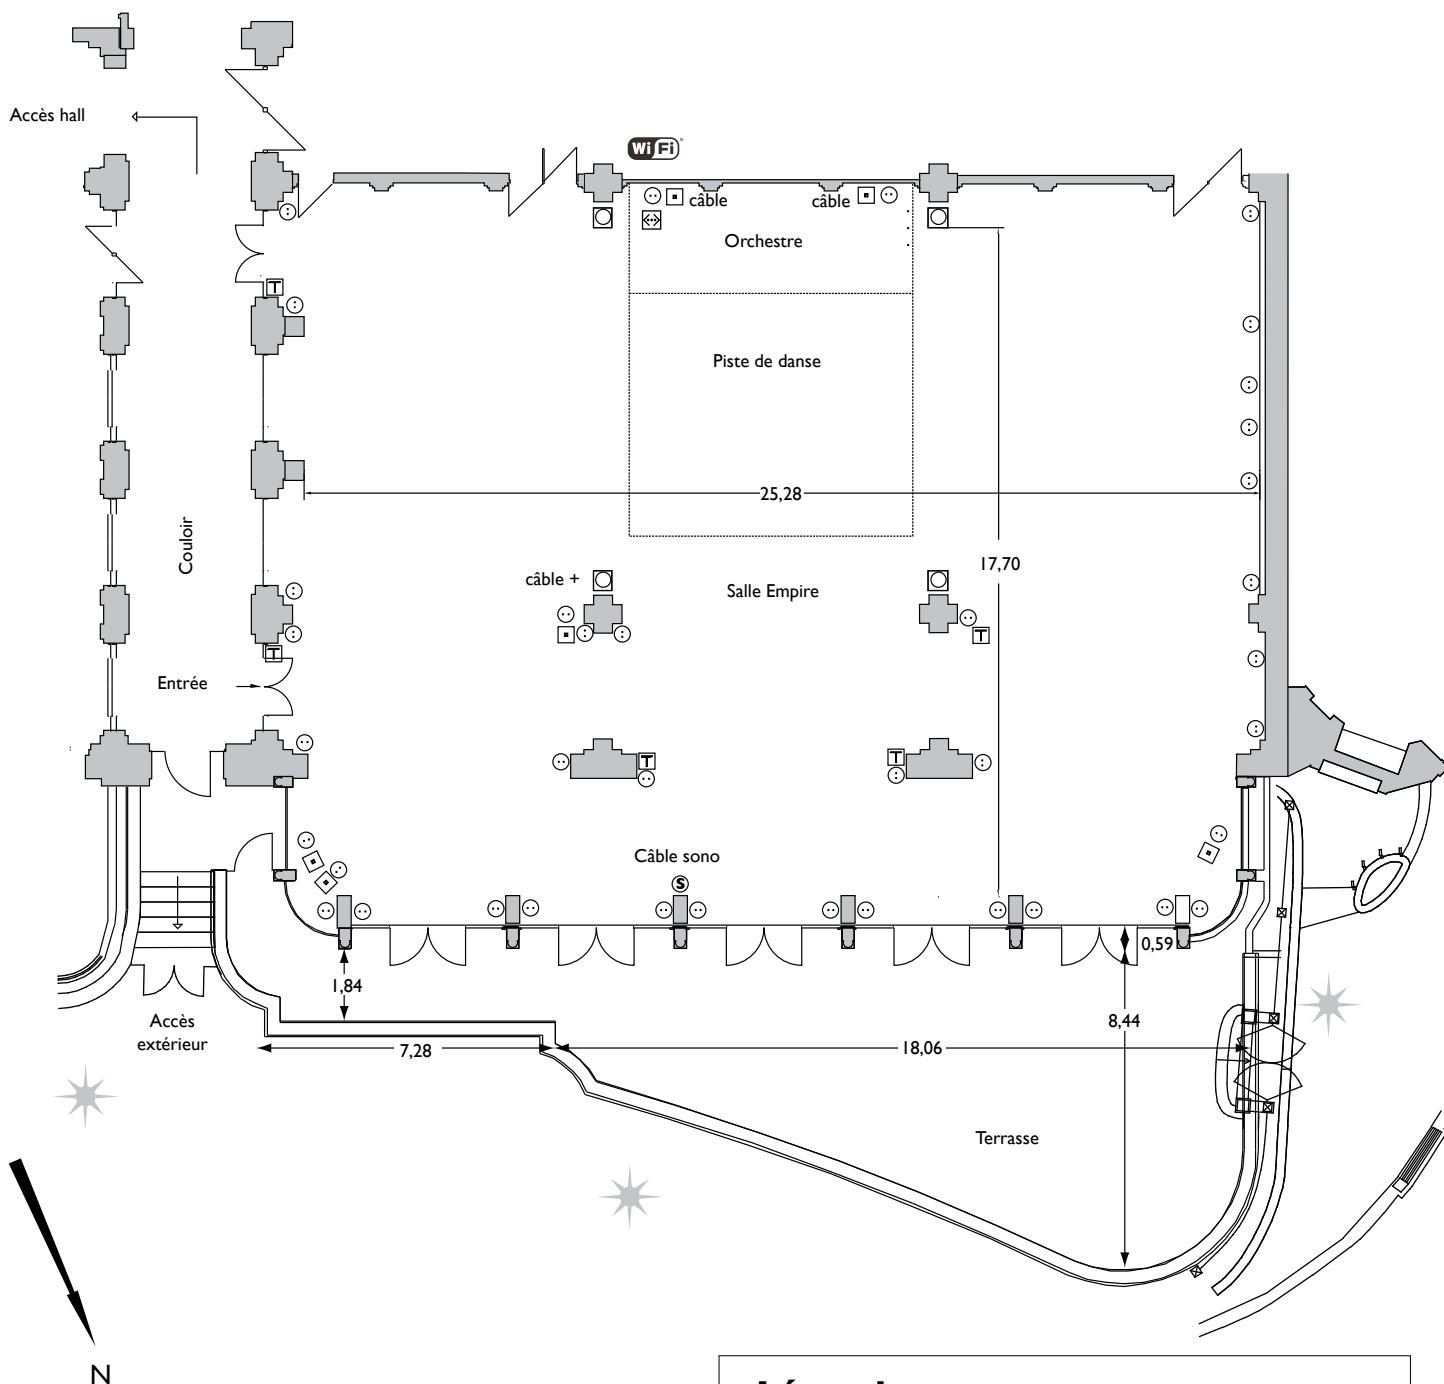 Accès hall
WiFi
câble
câble
Orchestre
Piste de danse
25,28
17,70
Couloir
câble +
Salle Empire
T
T
T
T
T
Entrée
Câble sono
S
0,59
1,84
8,44
Accès
extérieur
7,28
18,06
Terrasse
N